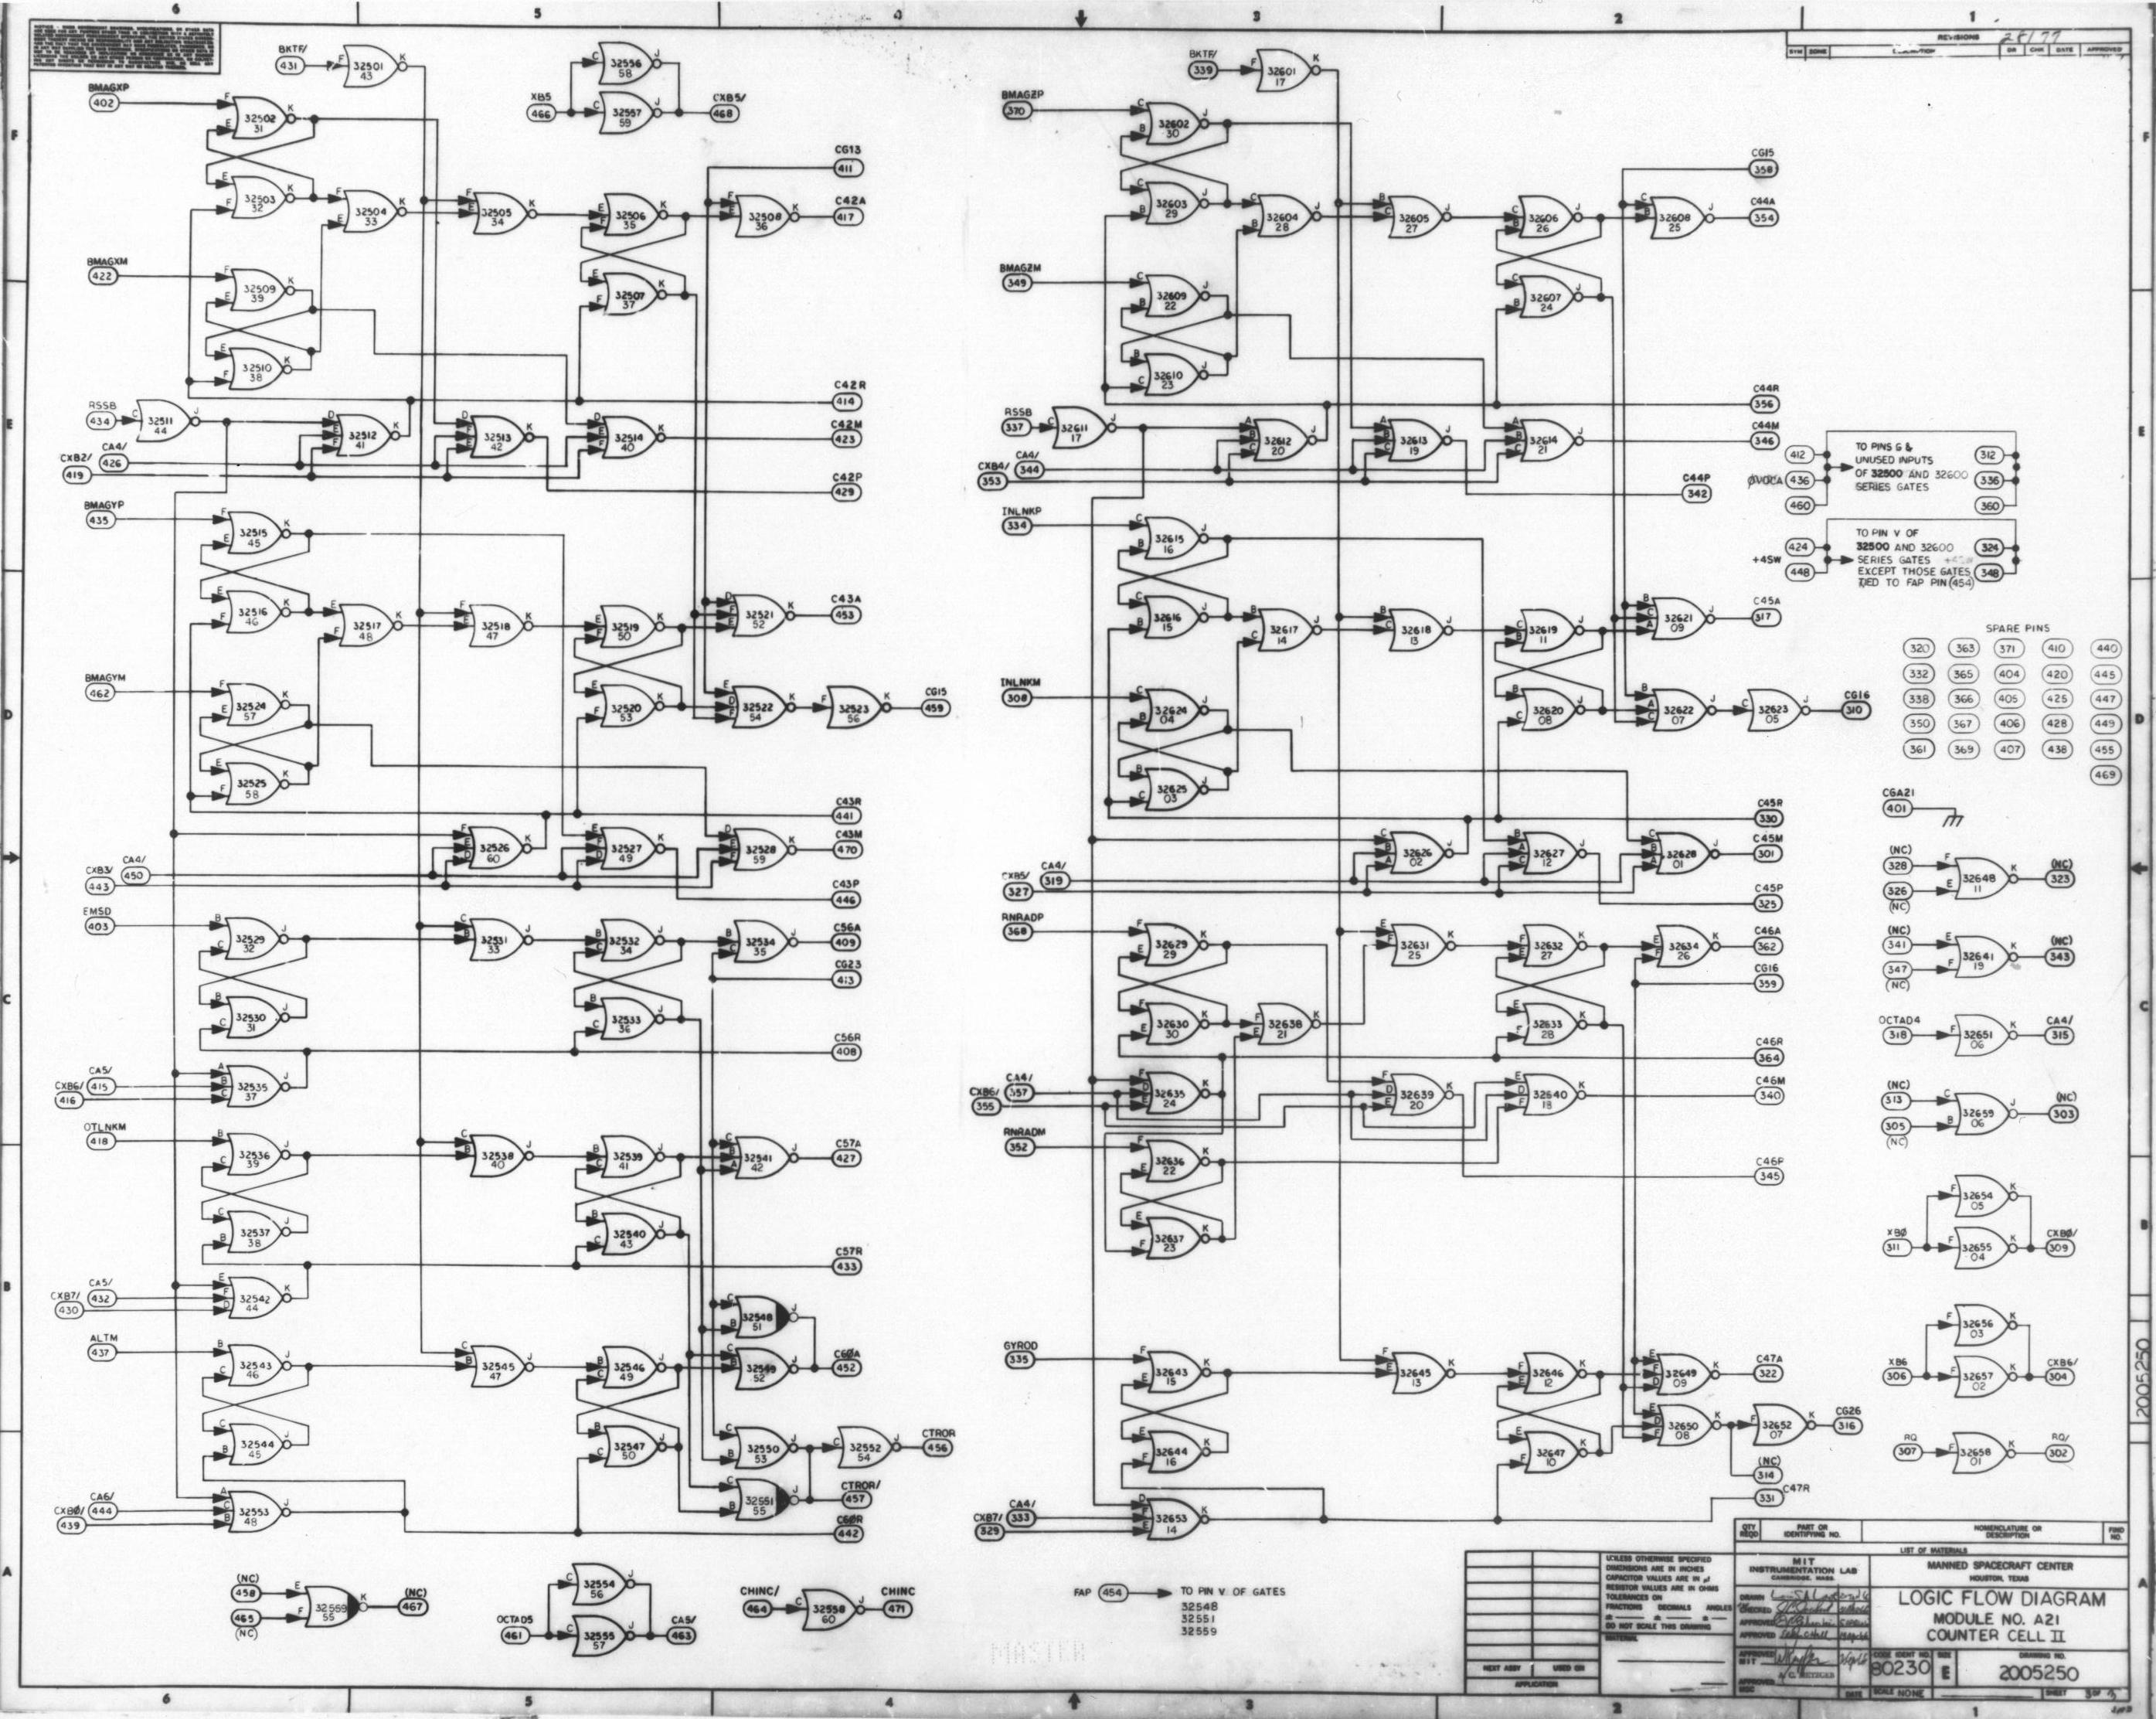 6 5 4 3 2 1
REVISIONS
28177
SYM ZONE DR CHK DATE APPROVED
BKTF/
431
F 32501 K
43
BMAGXP
402
F E 32502 K
31
E F 32503 K
32
F E 32504 K
33
F E 32505 K
34
E F 32506 K
35
E F 32507 K
37
F E 32508 K
36
XB5
466
C 32556 J
58
C 32557 J
59
CXB5/
468
CG13
411
C42A
417
BMAGXM
422
F E 32509 K
39
E F 32510 K
38
C42R
414
RSSB
434
C 32511 J
44
CA4/
426
CXB2/
419
D E F 32512 K
41
D E F 32513 K
42
D E F 32514 K
40
C42M
423
C42P
429
BMAGYP
435
F E 32515 K
45
E F 32516 K
46
E F 32517 K
48
F E 32518 K
47
E F 32519 K
50
E F 32520 K
53
D F E 32521 K
52
C43A
453
BMAGYM
462
F E 32524 K
57
E F 32525 K
58
E D F 32522 K
54
F 32523 K
56
CG15
459
C43R
441
CXB3/
443
CA4/
450
F E D 32526 K
60
E F D 32527 K
49
D E F 32528 K
59
C43M
470
C43P
446
EMSD
403
B C 32529 J
32
C B 32530 J
31
C B 32531 J
33
B C 32532 J
34
B C 32533 J
36
B C 32534 J
35
C56A
409
CG23
413
C56R
408
CA5/
415
CXB6/
416
A B C 32535 J
37
OTLNKM
418
B C 32536 J
39
C B 32537 J
38
C B 32538 J
40
B C 32539 J
41
B C 32540 J
43
C B A 32541 J
42
C57A
427
C57R
433
CA5/
432
CXB7/
430
E F D 32542 K
44
ALTM
437
B C 32543 J
46
C B 32544 J
45
C B 32545 J
47
B C 32546 J
49
B C 32547 J
50
C B 32548 J
51
C B 32549 J
52
C60A
452
C B 32550 J
53
C 32552 J
54
CTROR
456
C B 32551 J
55
CTROR/
457
CA6/
444
CXB0/
439
A C B 32553 J
48
C60R
442
(NC)
458
465
(NC)
E F 32559 K
55
(NC)
467
OCTAD5
461
C 32554 J
56
C 32555 J
57
CA5/
463
CHINC/
464
C 32558 J
60
CHINC
471
BKTF/
339
F 32601 K
17
BMAGZP
370
C B 32602 J
30
C B 32603 J
29
C B 32604 J
28
B C 32605 J
27
C B 32606 J
26
C B 32607 J
24
C B 32608 J
25
CG15
358
C44A
354
BMAGZM
349
C B 32609 J
22
B C 32610 J
23
C44R
356
RSSB
337
C 32611 J
17
CA4/
344
CXB4/
353
A B C 32612 J
20
A B C 32613 J
19
A B C 32614 J
21
C44M
346
C44P
342
INLNKP
334
C B 32615 J
16
C B 32616 J
15
B C 32617 J
14
B C 32618 J
13
C B 32619 J
11
B C 32620 J
08
B C A 32621 J
09
C45A
317
INLNKM
308
C B 32624 J
04
B C 32625 J
03
B A C 32622 J
07
C 32623 J
05
CG16
310
C45R
330
CA4/
319
CXB5/
327
C B A 32626 J
02
B A C 32627 J
12
C B A 32628 J
01
C45M
301
C45P
325
RNRADP
368
F E 32629 K
29
F E 32630 K
30
E F 32631 K
25
F E 32632 K
27
E F 32633 K
28
E F 32634 K
26
C46A
362
CG16
359
F E 32638 K
21
C46R
364
CA4/
357
CXB6/
355
F D E 32635 K
24
F D E 32639 K
20
E D F 32640 K
18
C46M
340
RNRADM
352
F E 32636 K
22
E F 32637 K
23
C46P
345
GYROD
335
F E 32643 K
15
E F 32644 K
16
F E 32645 K
13
F E 32646 K
12
E F 32647 K
10
E F D 32649 K
09
C47A
322
E D F 32650 K
08
F 32652 K
07
CG26
316
(NC)
314
C47R
331
CA4/
333
CXB7/
329
D F E 32653 K
14
FAP 454 TO PIN V OF GATES
32548
32551
32559
MASTER
412
0VDCA 436
460
TO PINS G &
UNUSED INPUTS
OF 32500 AND 32600
SERIES GATES
312
336
360
424
+4SW
448
TO PIN V OF
32500 AND 32600
SERIES GATES
EXCEPT THOSE GATES
TIED TO FAP PIN (454)
324
348
SPARE PINS
320 363 371 410 440
332 365 404 420 445
338 366 405 425 447
350 367 406 428 449
361 369 407 438 455
469
CGA21
401
(NC)
328
326
(NC)
F E 32648 K
11
(NC)
323
(NC)
341
347
(NC)
E F 32641 K
19
(NC)
343
OCTAD4
318
F 32651 K
06
CA4/
315
(NC)
313
305
(NC)
C B 32659 J
06
(NC)
303
XB0
311
F 32654 K
05
F 32655 K
04
CXB0/
309
XB6
306
F 32656 K
03
F 32657 K
02
CXB6/
304
RQ
307
F 32658 K
01
RQ/
302
2005250
QTY REQD
PART OR IDENTIFYING NO.
NOMENCLATURE OR DESCRIPTION
FIND NO.
LIST OF MATERIALS
UNLESS OTHERWISE SPECIFIED
DIMENSIONS ARE IN INCHES
RESISTOR VALUES ARE IN OHMS
TOLERANCES ON
FRACTIONS DECIMALS ANGLES
DO NOT SCALE THIS DRAWING
MATERIAL
NEXT ASSY USED ON
APPLICATION
MIT
INSTRUMENTATION LAB
CAMBRIDGE, MASS.
DRAWN
CHECKED
APPROVED
APPROVED
APPROVED
MIT
APPROVED
MSC
DATE
MANNED SPACECRAFT CENTER
HOUSTON, TEXAS
LOGIC FLOW DIAGRAM
MODULE NO. A21
COUNTER CELL II
CODE IDENT NO.
80230
SIZE
E
DRAWING NO.
2005250
SCALE NONE
SHEET 3 OF 3
F E D C B A
6 5 4 3 2 1